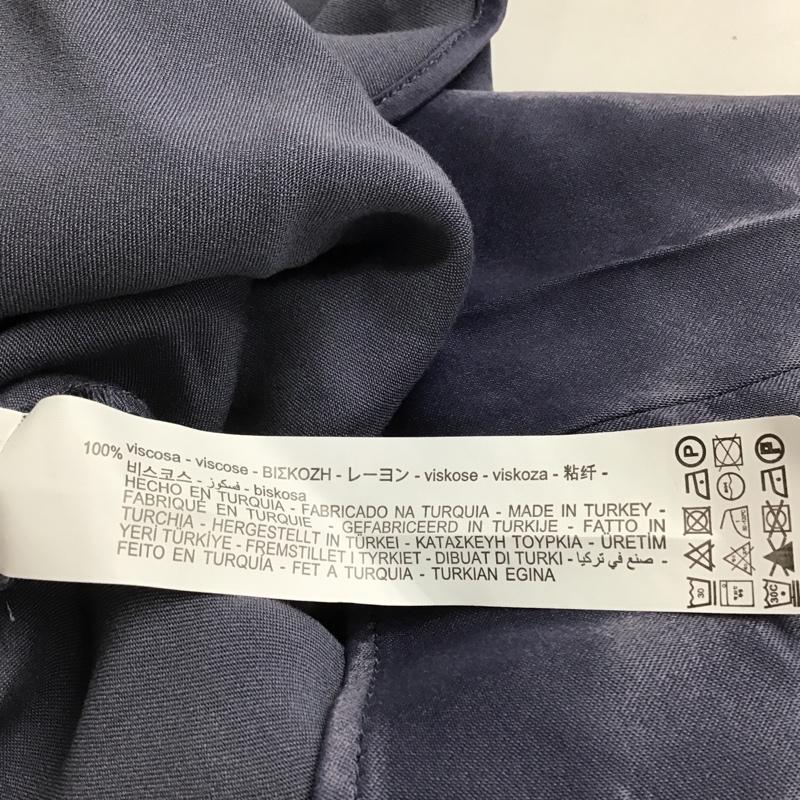 100% viscosa - viscose - ΒΙΣΚΟΖΗ - レーヨン - viskose - viskoza - 粘纤 -
비스코스 - فسكوز - biskosa
HECHO EN TURQUIA - FABRICADO NA TURQUIA - MADE IN TURKEY -
FABRIQUÉ EN TURQUIE - GEFABRICEERD IN TURKIJE - FATTO IN
TURCHIA - HERGESTELLT IN TÜRKEI - ΚΑΤΑΣΚΕΥΗ ΤΟΥΡΚΙΑ - ÜRETİM
YERİ TÜRKİYE - FREMSTILLET I TYRKIET - DIBUAT DI TURKI - صنع في تركيا -
FEITO EN TURQUÍA - FET A TURQUIA - TURKIAN EGINA
P
P
30
30C